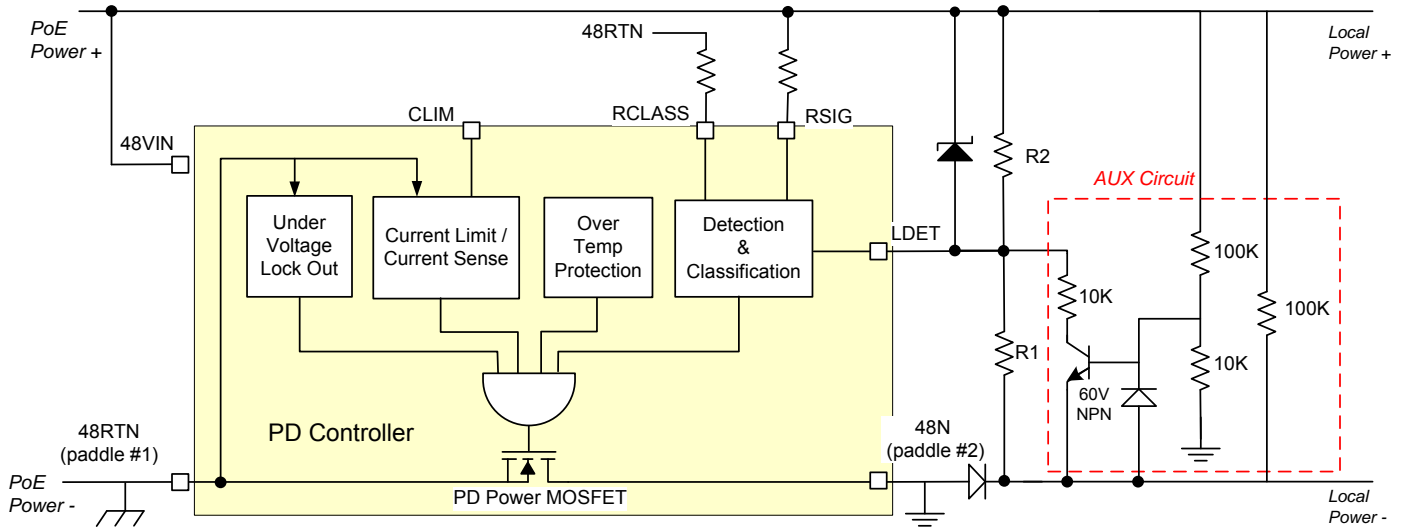 PoE
Power +
48RTN
Local
Power +
CLIM
RCLASS
RSIG
48VIN
R2
AUX Circuit
Under
Voltage
Lock Out
Current Limit /
Current Sense
Over
Temp
Protection
Detection
&
Classification
LDET
100K
10K
100K
R1
10K
60V
NPN
PD Controller
48RTN
(paddle #1)
48N
(paddle #2)
PoE
Power -
PD Power MOSFET
Local
Power -